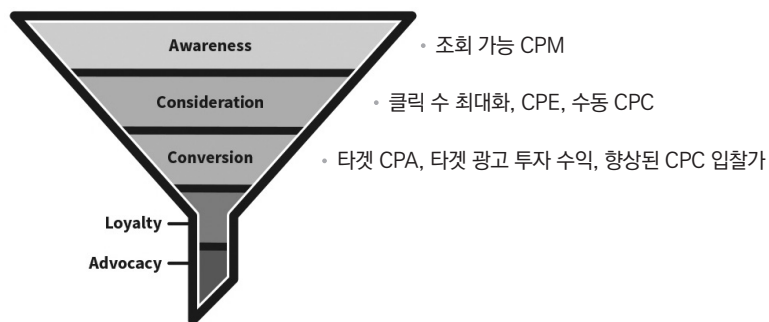 Awareness
• 조회 가능 CPM
Consideration
• 클릭 수 최대화, CPE, 수동 CPC
Conversion
• 타겟 CPA, 타겟 광고 투자 수익, 향상된 CPC 입찰가
Loyalty
Advocacy